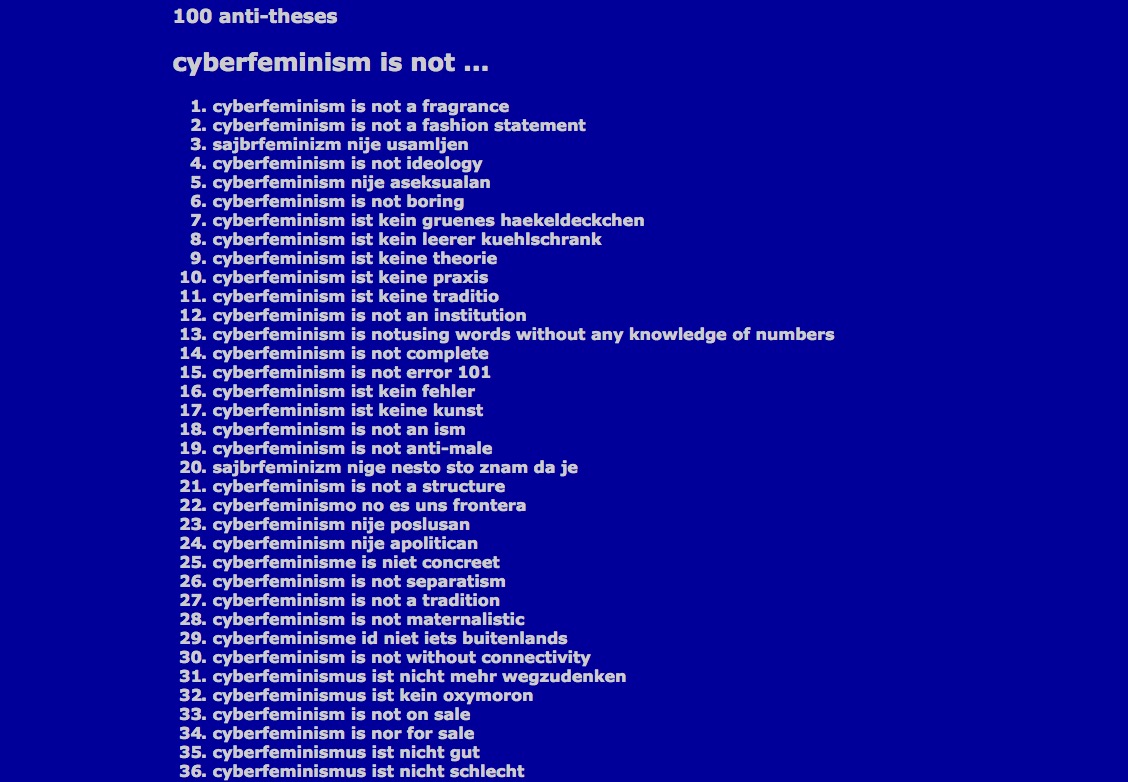 100 anti-theses
cyberfeminism is not ...
1. cyberfeminism is not a fragrance
2. cyberfeminism is not a fashion statement
3. sajbrfeminizm nije usamljen
4. cyberfeminism is not ideology
5. cyberfeminism nije aseksualan
6. cyberfeminism is not boring
7. cyberfeminism ist kein gruenes haekeldeckchen
8. cyberfeminism ist kein leerer kuehlschrank
9. cyberfeminism ist keine theorie
10. cyberfeminism ist keine praxis
11. cyberfeminism ist keine traditio
12. cyberfeminism is not an institution
13. cyberfeminism is notusing words without any knowledge of numbers
14. cyberfeminism is not complete
15. cyberfeminism is not error 101
16. cyberfeminism ist kein fehler
17. cyberfeminism ist keine kunst
18. cyberfeminism is not an ism
19. cyberfeminism is not anti-male
20. sajbrfeminizm nige nesto sto znam da je
21. cyberfeminism is not a structure
22. cyberfeminismo no es uns frontera
23. cyberfeminism nije poslusan
24. cyberfeminism nije apolitican
25. cyberfeminisme is niet concreet
26. cyberfeminism is not separatism
27. cyberfeminism is not a tradition
28. cyberfeminism is not maternalistic
29. cyberfeminisme id niet iets buitenlands
30. cyberfeminism is not without connectivity
31. cyberfeminismus ist nicht mehr wegzudenken
32. cyberfeminismus ist kein oxymoron
33. cyberfeminism is not on sale
34. cyberfeminism is nor for sale
35. cyberfeminismus ist nicht gut
36. cyberfeminismus ist nicht schlecht